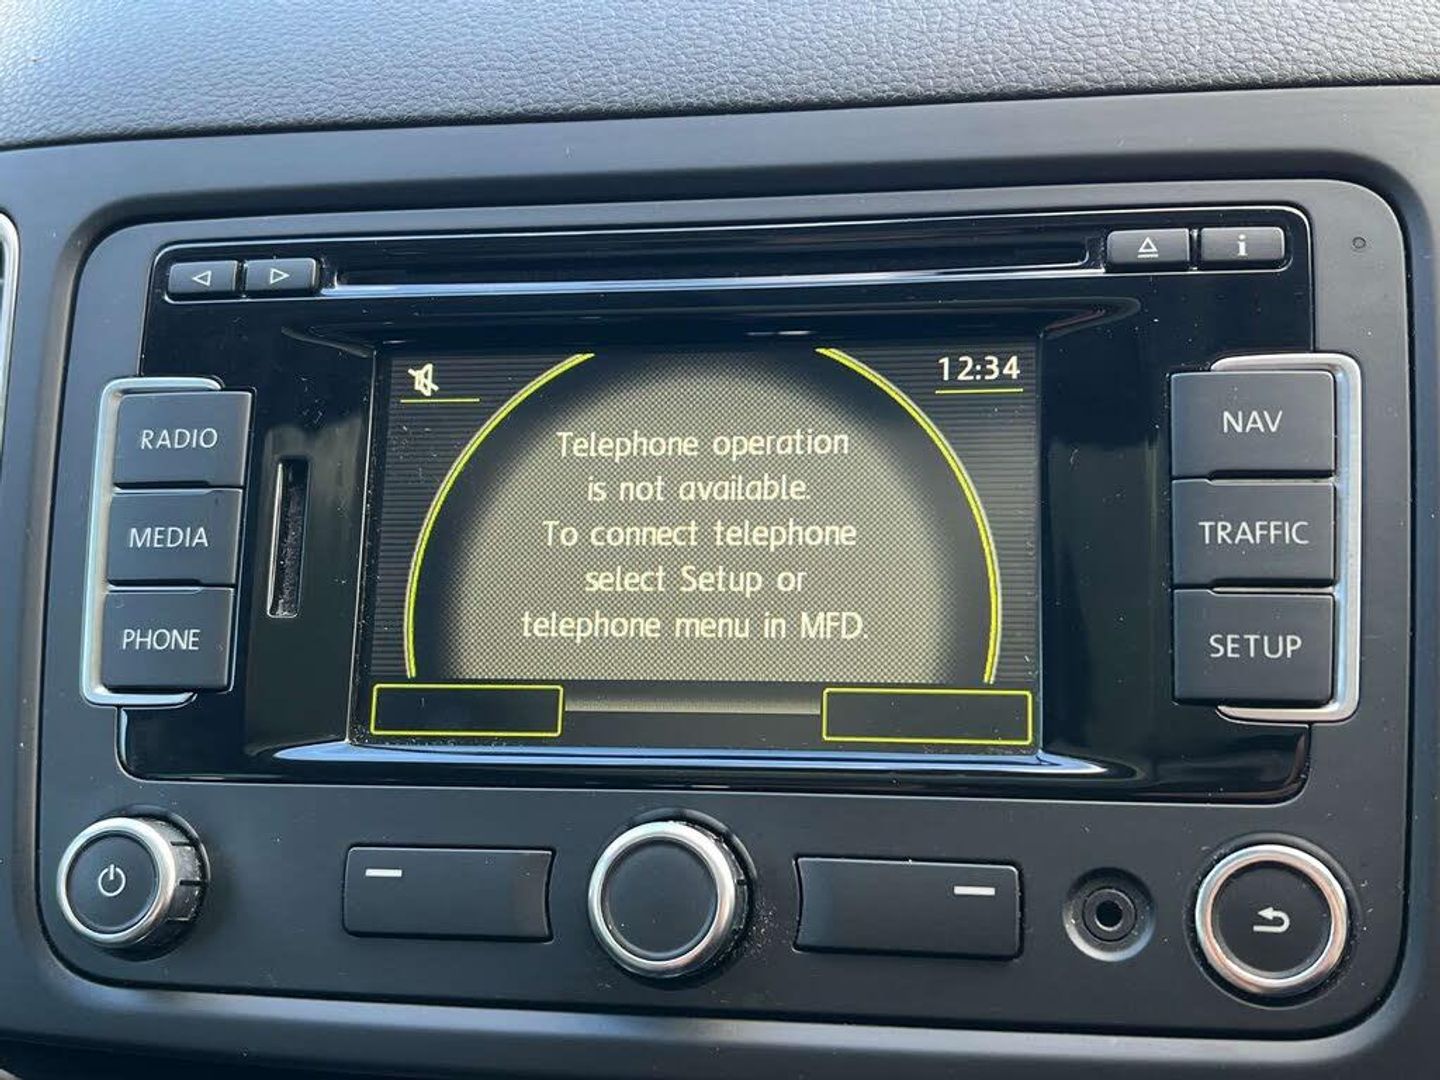 12:34
Telephone operation
is not available.
To connect telephone
select Setup or
telephone menu in MFD.
RADIO
MEDIA
PHONE
NAV
TRAFFIC
SETUP
i